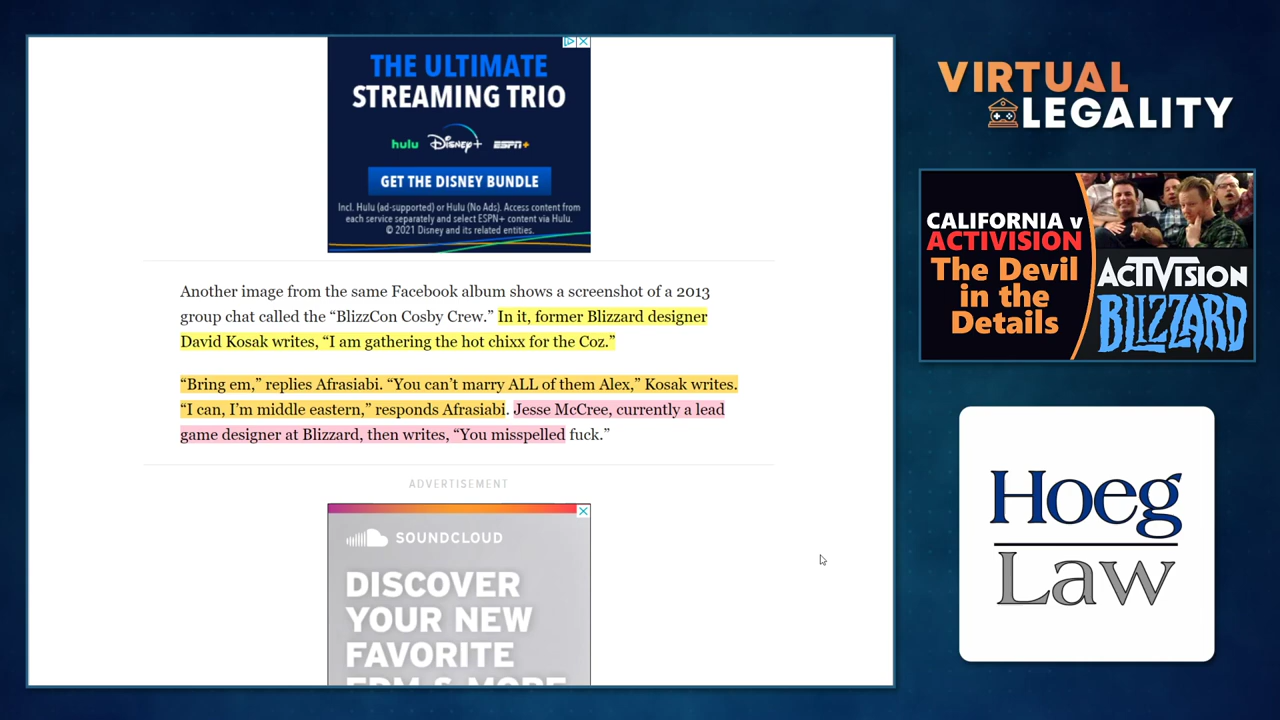 THE ULTIMATE
STREAMING TRIO
hulu Disney+ ESPN+
GET THE DISNEY BUNDLE
Incl. Hulu (ad-supported) or Hulu (No Ads). Access content from
each service separately and select ESPN+ content via Hulu.
© 2021 Disney and its related entities.
Another image from the same Facebook album shows a screenshot of a 2013
group chat called the “BlizzCon Cosby Crew.” In it, former Blizzard designer
David Kosak writes, “I am gathering the hot chixx for the Coz.”
“Bring em,” replies Afrasiabi. “You can’t marry ALL of them Alex,” Kosak writes.
“I can, I’m middle eastern,” responds Afrasiabi. Jesse McCree, currently a lead
game designer at Blizzard, then writes, “You misspelled fuck.”
ADVERTISEMENT
SOUNDCLOUD
DISCOVER
YOUR NEW
FAVORITE
EDM & MORE
VIRTUAL
LEGALITY
CALIFORNIA v
ACTIVISION
The Devil
in the
Details
ACTIVISION
BLIZZARD
Hoeg
Law